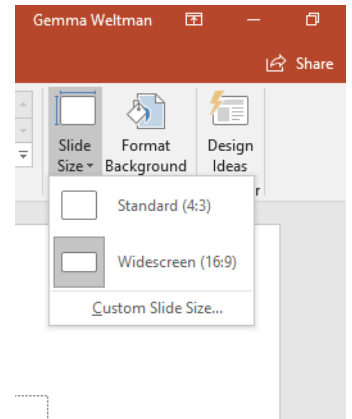 Gemma Weltman
Share
Slide Size
Format Background
Design Ideas
r
Standard (4:3)
Widescreen (16:9)
Custom Slide Size...